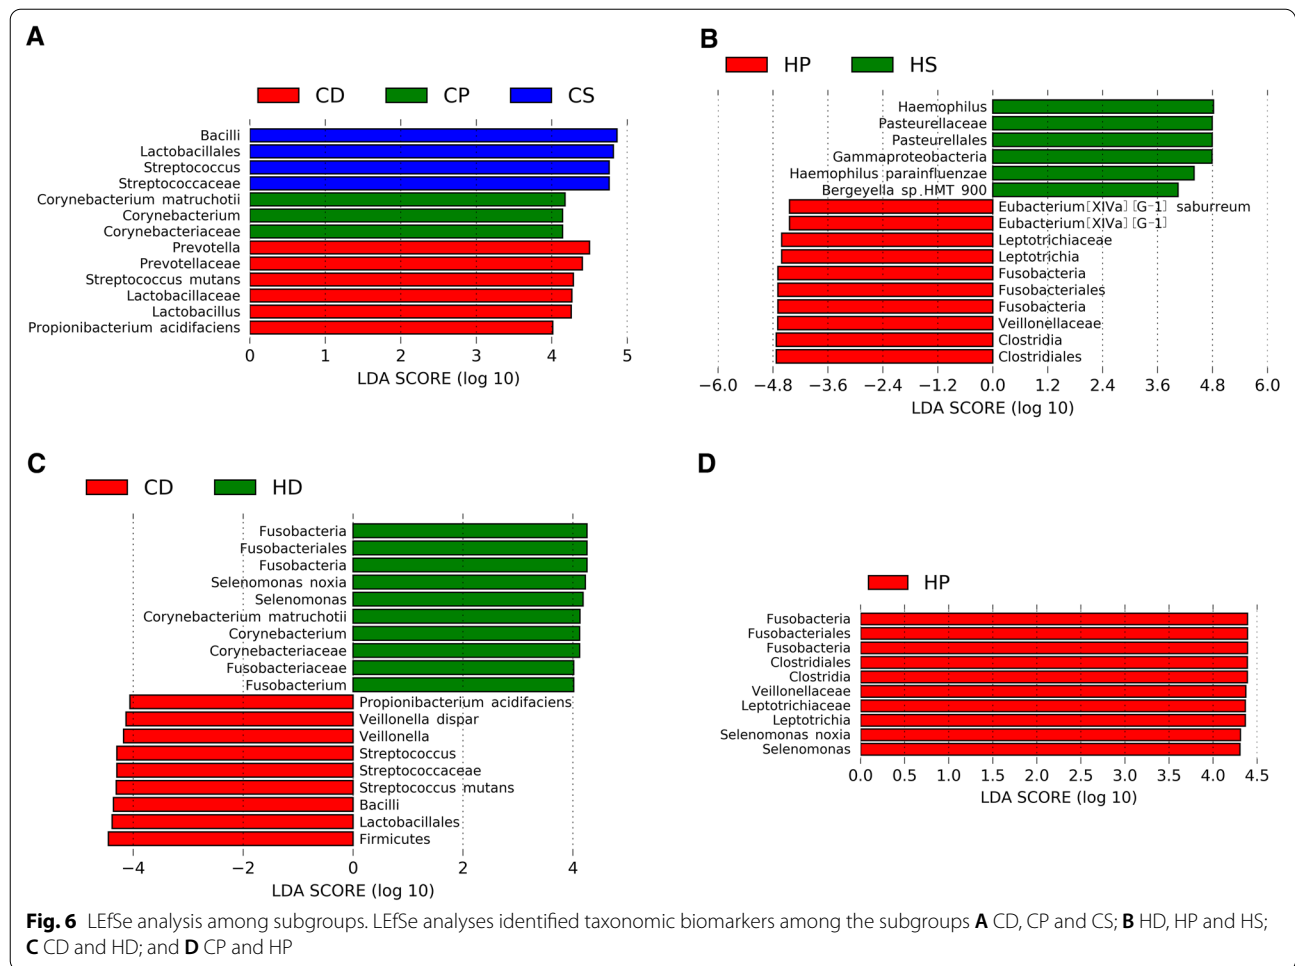 A
CD CP CS
Bacilli
Lactobacillales
Streptococcus
Streptococcaceae
Corynebacterium matruchotii
Corynebacterium
Corynebacteriaceae
Prevotella
Prevotellaceae
Streptococcus mutans
Lactobacillaceae
Lactobacillus
Propionibacterium acidifaciens
0 1 2 3 4 5
LDA SCORE (log 10)
B
HP HS
Haemophilus
Pasteurellaceae
Pasteurellales
Gammaproteobacteria
Haemophilus parainfluenzae
Bergeyella sp.HMT 900
Eubacterium[XIVa][G-1] saburreum
Eubacterium[XIVa][G-1]
Leptotrichiaceae
Leptotrichia
Fusobacteria
Fusobacteriales
Fusobacteria
Veillonellaceae
Clostridia
Clostridiales
−6.0 −4.8 −3.6 −2.4 −1.2 0.0 1.2 2.4 3.6 4.8 6.0
LDA SCORE (log 10)
C
CD HD
Fusobacteria
Fusobacteriales
Fusobacteria
Selenomonas noxia
Selenomonas
Corynebacterium matruchotii
Corynebacterium
Corynebacteriaceae
Fusobacteriaceae
Fusobacterium
Propionibacterium acidifaciens
Veillonella dispar
Veillonella
Streptococcus
Streptococcaceae
Streptococcus mutans
Bacilli
Lactobacillales
Firmicutes
−4 −2 0 2 4
LDA SCORE (log 10)
D
HP
Fusobacteria
Fusobacteriales
Fusobacteria
Clostridiales
Clostridia
Veillonellaceae
Leptotrichiaceae
Leptotrichia
Selenomonas noxia
Selenomonas
0.0 0.5 1.0 1.5 2.0 2.5 3.0 3.5 4.0 4.5
LDA SCORE (log 10)
Fig. 6 LEfSe analysis among subgroups. LEfSe analyses identified taxonomic biomarkers among the subgroups A CD, CP and CS; B HD, HP and HS;
C CD and HD; and D CP and HP